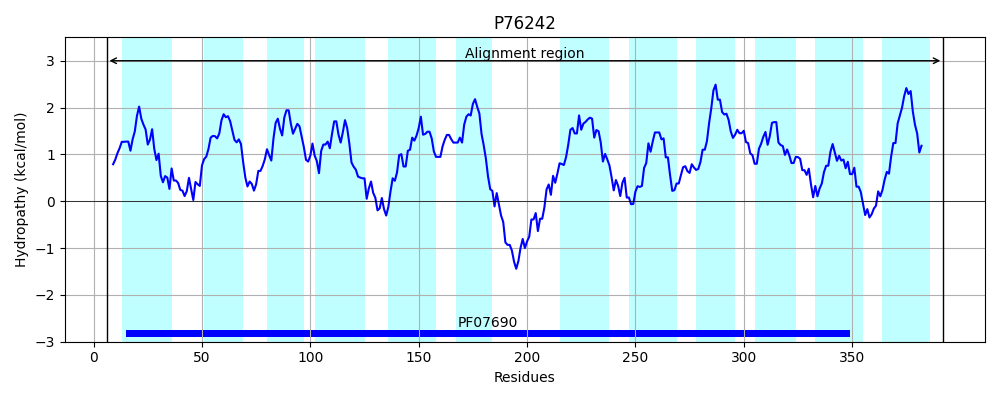 P76242
Hydropathy (kcal/mol)
3
2
1
0
−1
−2
−3
Alignment region
PF07690
0 50 100 150 200 250 300 350
Residues